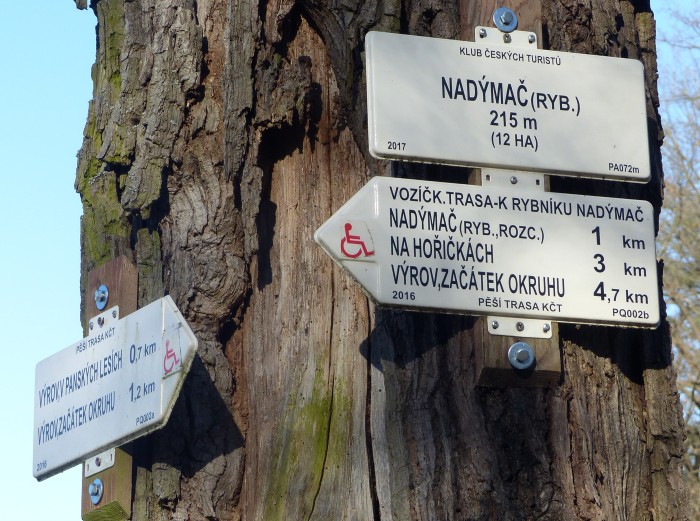 KLUB ČESKÝCH TURISTŮ
NADÝMAČ (RYB.)
215 m
(12 HA)
2017
PA072m
VOZÍČK.TRASA-K RYBNÍKU NADÝMAČ
NADÝMAČ (RYB.,ROZC.) 1 km
NA HOŘIČKÁCH 3 km
VÝROV,ZAČÁTEK OKRUHU 4,7 km
2016 PĚŠÍ TRASA KČT PQ002b
PĚŠÍ TRASA KČT
VÝROV,V PANSKÝCH LESÍCH 0,7 km
VÝROV,ZAČÁTEK OKRUHU 1,2 km
2016 PQ002a